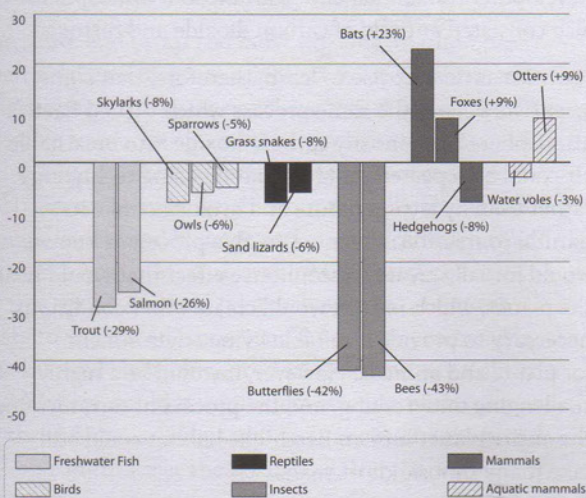 30
20
10
0
-10
-20
-30
-40
-50
Bats (+23%)
Otters (+9%)
Foxes (+9%)
Skylarks (-8%)
Sparrows (-5%)
Grass snakes (-8%)
Owls (-6%)
Sand lizards (-6%)
Hedgehogs (-8%)
Water voles (-3%)
Salmon (-26%)
Trout (-29%)
Butterflies (-42%)
Bees (-43%)
Freshwater Fish
Reptiles
Mammals
Birds
Insects
Aquatic mammals